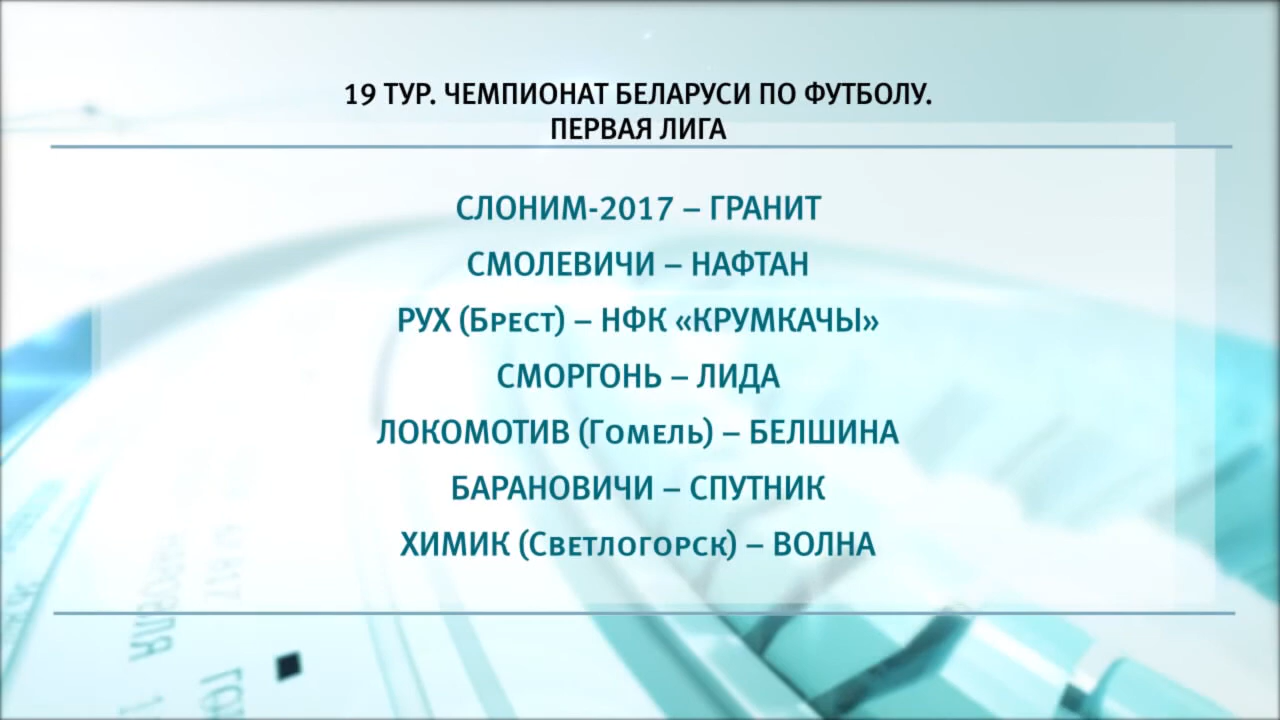 19 ТУР. ЧЕМПИОНАТ БЕЛАРУСИ ПО ФУТБОЛУ.
ПЕРВАЯ ЛИГА
СЛОНИМ-2017 – ГРАНИТ
СМОЛЕВИЧИ – НАФТАН
РУХ (Брест) – НФК «КРУМКАЧЫ»
СМОРГОНЬ – ЛИДА
ЛОКОМОТИВ (Гомель) – БЕЛШИНА
БАРАНОВИЧИ – СПУТНИК
ХИМИК (Светлогорск) – ВОЛНА